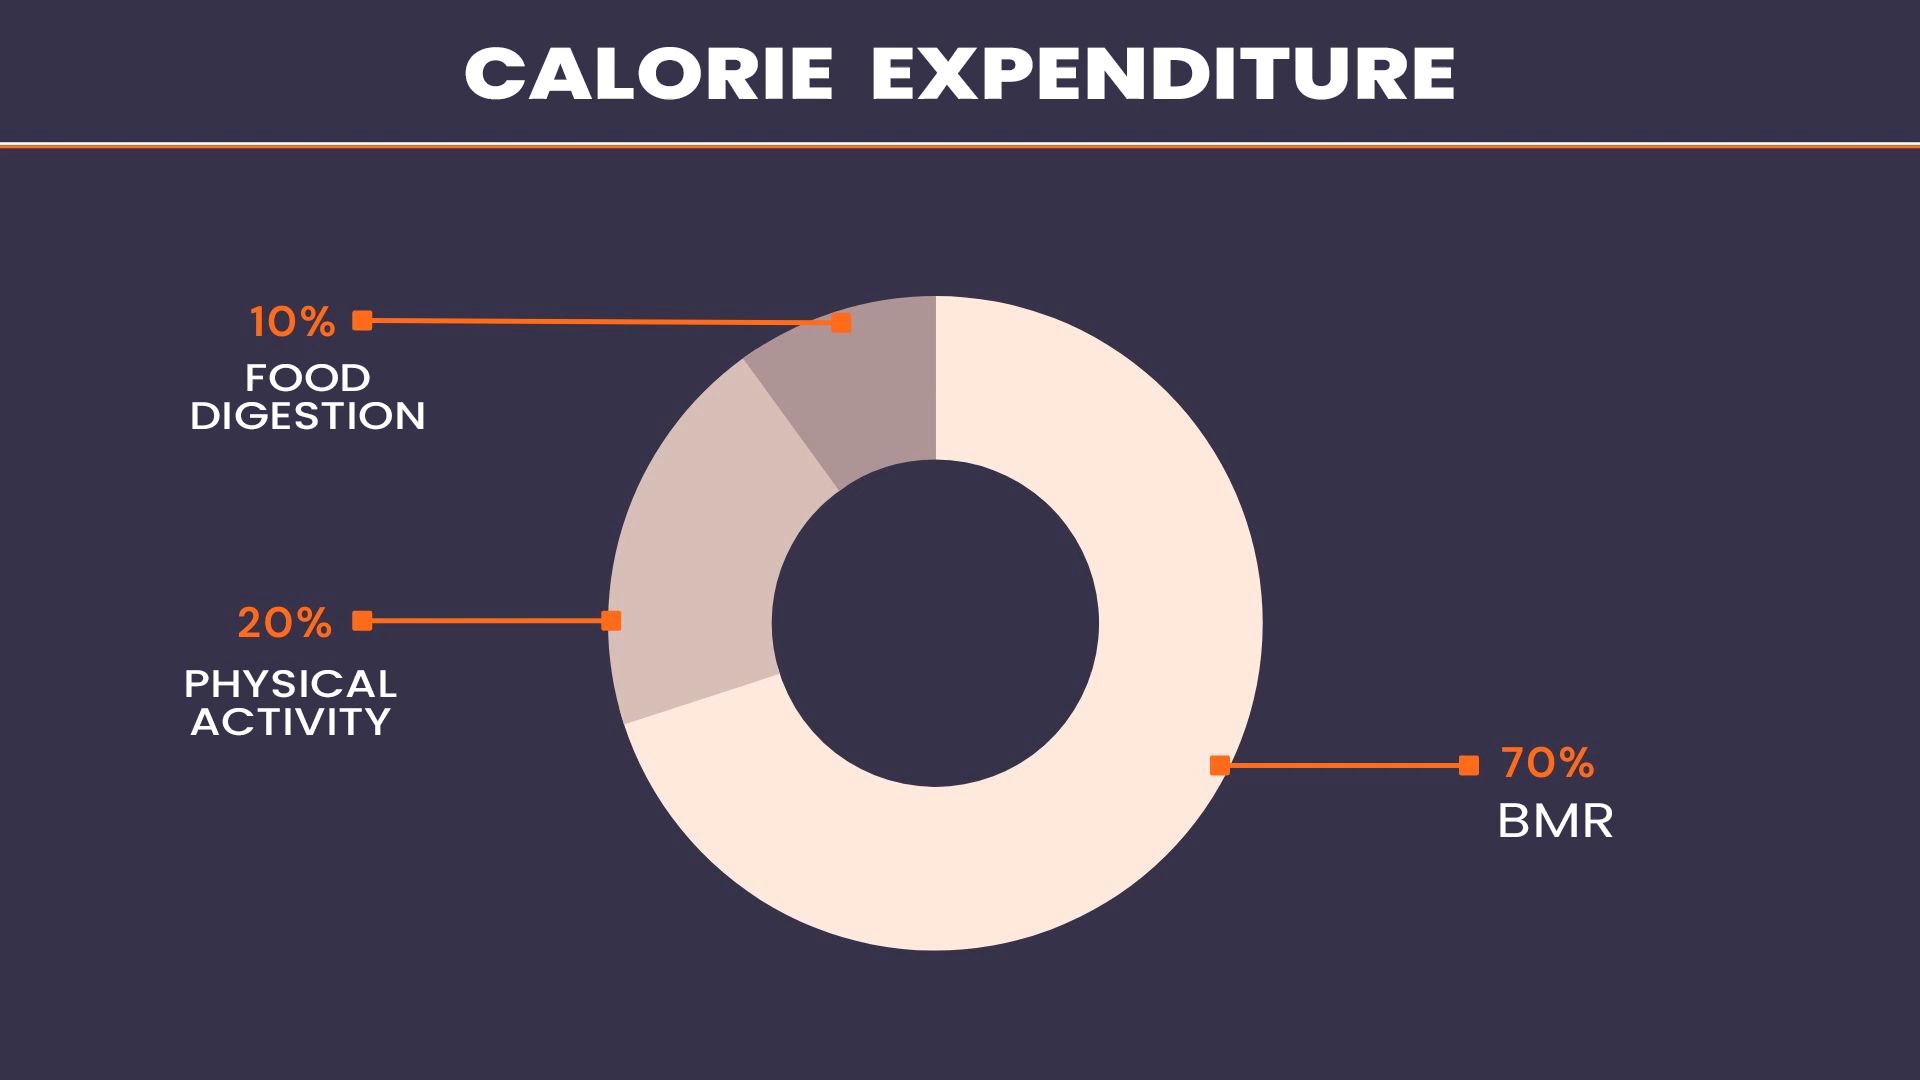 CALORIE EXPENDITURE
10%
FOOD
DIGESTION
20%
PHYSICAL
ACTIVITY
70%
BMR